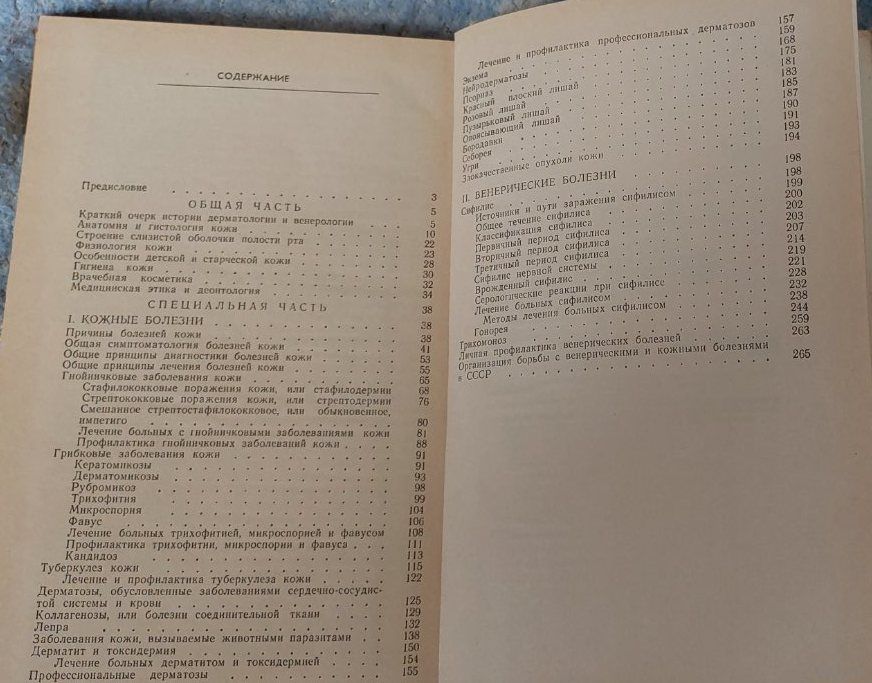 СОДЕРЖАНИЕ
Предисловие . . . . . . . . . . 3
ОБЩАЯ ЧАСТЬ 5
Краткий очерк истории дерматологии и венерологии 5
Анатомия и гистология кожи . . . . . 10
Строение слизистой оболочки полости рта . . 22
Физиология кожи . . . . . . . . 23
Особенности детской и старческой кожи . . 28
Гигиена кожи . . . . . . . . . 30
Врачебная косметика . . . . . . . 32
Медицинская этика и деонтология . . . . 34
СПЕЦИАЛЬНАЯ ЧАСТЬ 38
I. КОЖНЫЕ БОЛЕЗНИ . . . . . . . 38
Причины болезней кожи . . . . . . . 38
Общая симптоматология болезней кожи . . . 41
Общие принципы диагностики болезней кожи . . 53
Общие принципы лечения болезней кожи . . . 55
Гнойничковые заболевания кожи . . . . . 65
Стафилококковые поражения кожи, или стафилодермии 68
Стрептококковые поражения кожи, или стрептодермии 76
Смешанное стрептостафилококковое, или обыкновенное,
импетиго . . . . . . . . . . 80
Лечение больных с гнойничковыми заболеваниями кожи 81
Профилактика гнойничковых заболеваний кожи . . . 88
Грибковые заболевания кожи . . . . . . 91
Кератомикозы . . . . . . . . . 91
Дерматомикозы . . . . . . . . . 93
Рубромикоз . . . . . . . . . . 98
Трихофития . . . . . . . . . . 99
Микроспория . . . . . . . . . . 104
Фавус . . . . . . . . . . . 106
Лечение больных трихофитией, микроспорией и фавусом 108
Профилактика трихофитии, микроспории и фавуса . . . 111
Кандидоз . . . . . . . . . . 113
Туберкулез кожи . . . . . . . . . 115
Лечение и профилактика туберкулеза кожи . . . . . 122
Дерматозы, обусловленные заболеваниями сердечно-сосудис-
той системы и крови . . . . . . . . 125
Коллагенозы, или болезни соединительной ткани . . . . 129
Лепра . . . . . . . . . . . 132
Заболевания кожи, вызываемые животными паразитами . . 138
Дерматит и токсидермия . . . . . . . . 150
Лечение больных дерматитом и токсидермией . . . . 154
Профессиональные дерматозы . . . . . . . 155
Лечение и профилактика профессиональных дерматозов 157
Экзема . . . . . . . . . . 159
Нейродерматозы . . . . . . . . 168
Псориаз . . . . . . . . . . 175
Красный плоский лишай . . . . . . 181
Розовый лишай . . . . . . . . 183
Пузырьковый лишай . . . . . . . 185
Опоясывающий лишай . . . . . . . 187
Бородавки . . . . . . . . . 190
Себорея . . . . . . . . . . 191
Угри . . . . . . . . . . . 193
Злокачественные опухоли кожи . . . . . 194
II. ВЕНЕРИЧЕСКИЕ БОЛЕЗНИ 198
Сифилис . . . . . . . . . . 198
Источники и пути заражения сифилисом . . . 199
Общее течение сифилиса . . . . . . 200
Классификация сифилиса . . . . . . 202
Первичный период сифилиса . . . . . 203
Вторичный период сифилиса . . . . . 207
Третичный период сифилиса . . . . . 214
Сифилис нервной системы . . . . . . 219
Врожденный сифилис . . . . . . . 221
Серологические реакции при сифилисе . . . 228
Лечение больных сифилисом . . . . . 232
Методы лечения больных сифилисом . . . 238
Гонорея . . . . . . . . . . 244
Трихомоноз . . . . . . . . . 259
Личная профилактика венерических болезней . . . 263
Организация борьбы с венерическими и кожными болезнями
в СССР . . . . . . . . . . 265